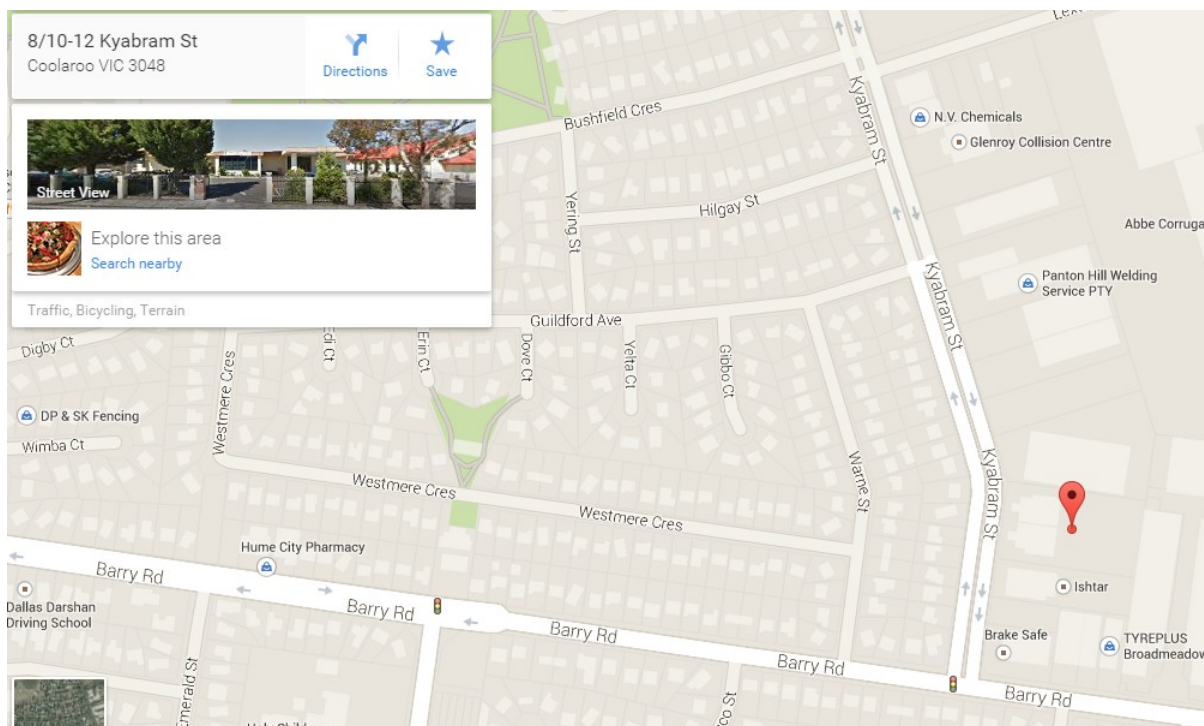 8/10-12 Kyabram St
Coolaroo VIC 3048
Directions
Save
Street View
Explore this area
Search nearby
Traffic, Bicycling, Terrain
Bushfield Cres
Kyabram St
N.V. Chemicals
Glenroy Collision Centre
Yering St
Hilgay St
Abbe Corruga
Kyabram St
Panton Hill Welding
Service PTY
Guildford Ave
Digby Ct
Westmere Cres
Erin Ct
Dove Ct
Yelta Ct
Gibbo Ct
DP & SK Fencing
Wimba Ct
Warne St
Kyabram St
Westmere Cres
Westmere Cres
Hume City Pharmacy
Barry Rd
Barry Rd
Barry Rd
Barry Rd
Barry Rd
Dallas Darshan
Driving School
Ishtar
Brake Safe
TYREPLUS
Broadmeadow
Emerald St